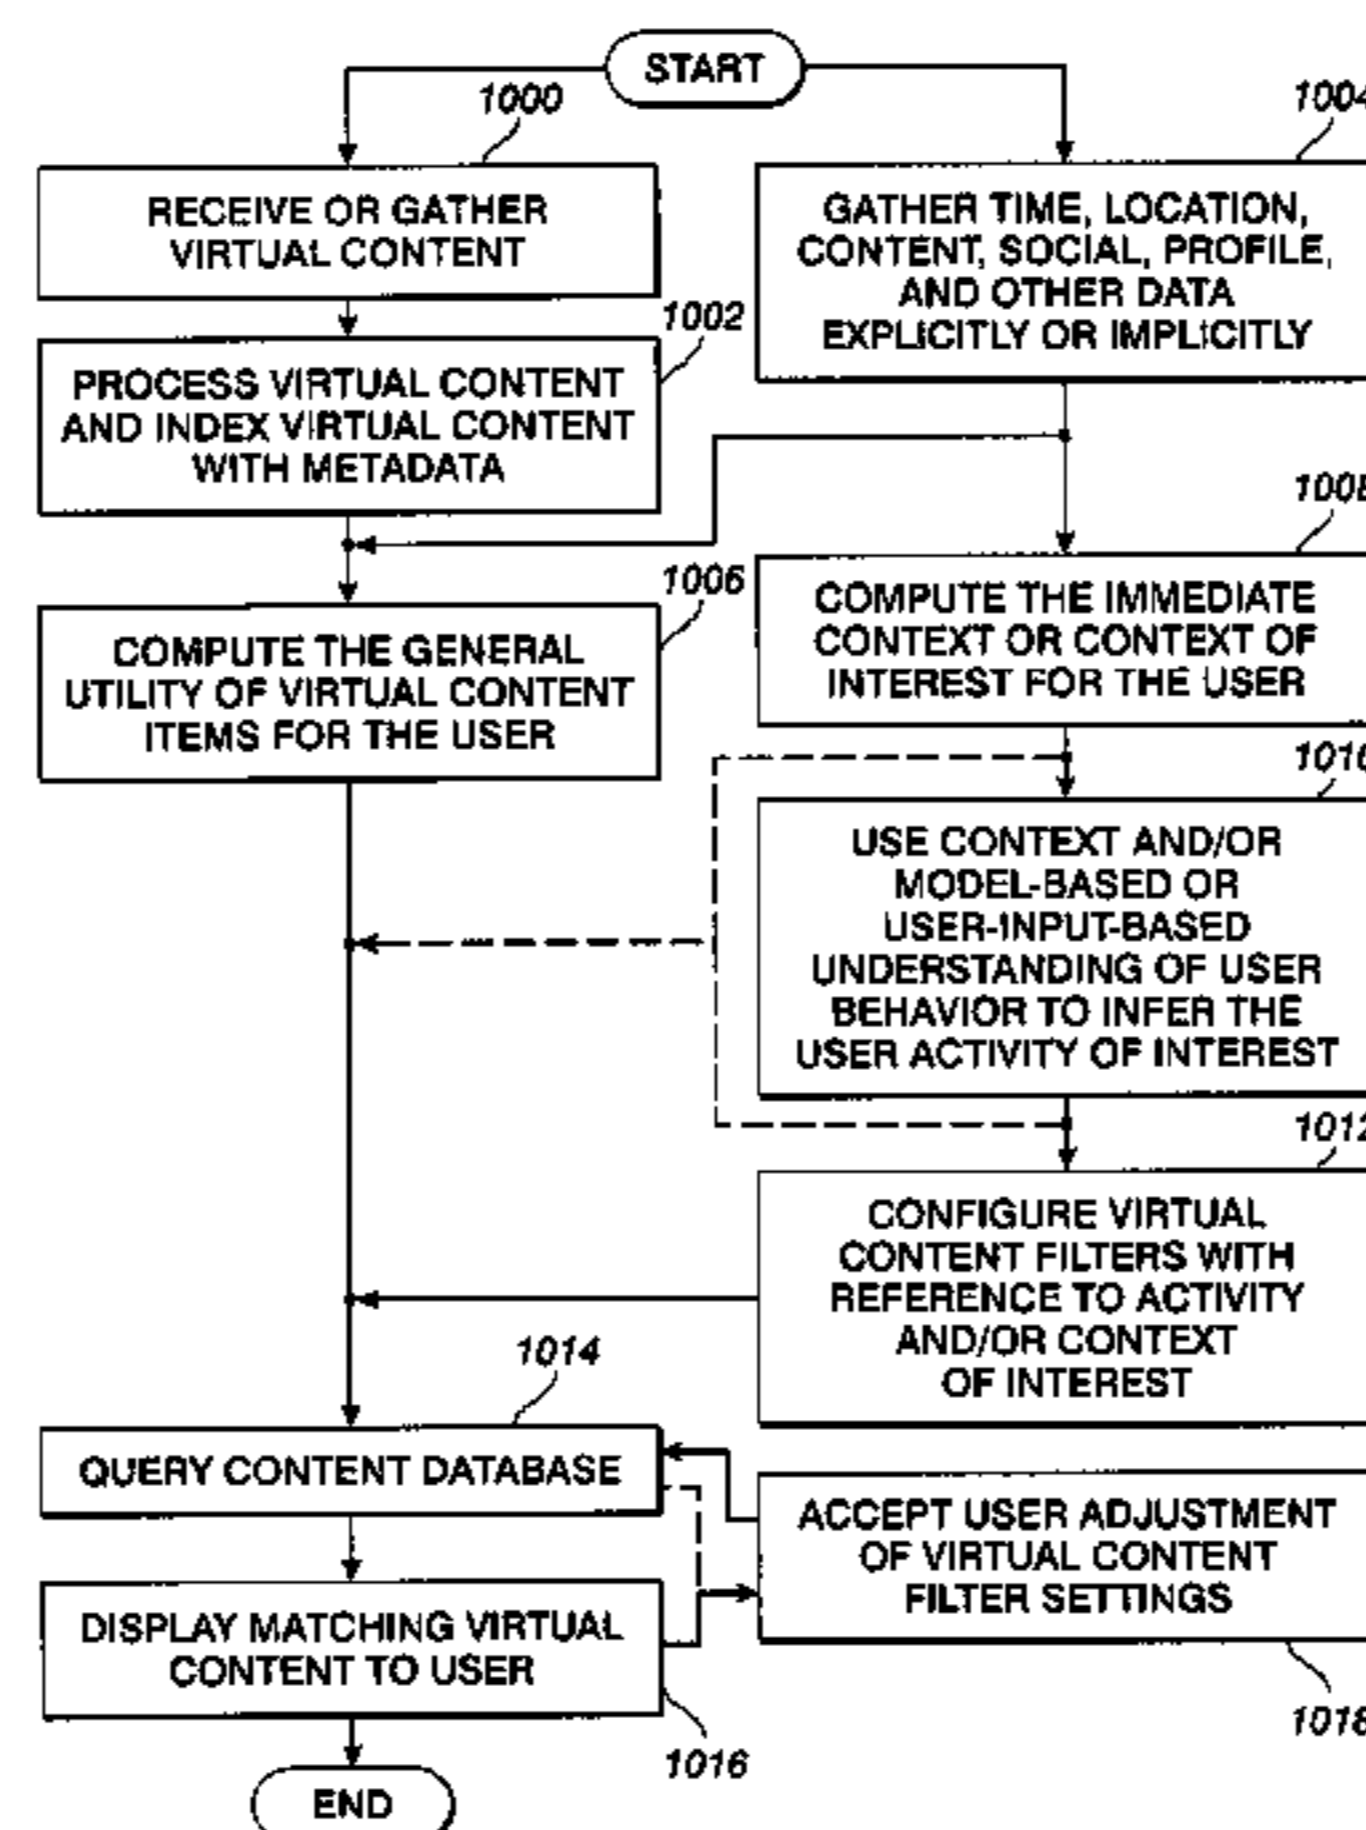 START
1000
RECEIVE OR GATHER
VIRTUAL CONTENT
1002
PROCESS VIRTUAL CONTENT
AND INDEX VIRTUAL CONTENT
WITH METADATA
1004
GATHER TIME, LOCATION,
CONTENT, SOCIAL, PROFILE,
AND OTHER DATA
EXPLICITLY OR IMPLICITLY
1006
COMPUTE THE GENERAL
UTILITY OF VIRTUAL CONTENT
ITEMS FOR THE USER
1008
COMPUTE THE IMMEDIATE
CONTEXT OR CONTEXT OF
INTEREST FOR THE USER
1010
USE CONTEXT AND/OR
MODEL-BASED OR
USER-INPUT-BASED
UNDERSTANDING OF USER
BEHAVIOR TO INFER THE
USER ACTIVITY OF INTEREST
1012
CONFIGURE VIRTUAL
CONTENT FILTERS WITH
REFERENCE TO ACTIVITY
AND/OR CONTEXT
OF INTEREST
1014
QUERY CONTENT DATABASE
ACCEPT USER ADJUSTMENT
OF VIRTUAL CONTENT
FILTER SETTINGS
1018
DISPLAY MATCHING VIRTUAL
CONTENT TO USER
1016
END